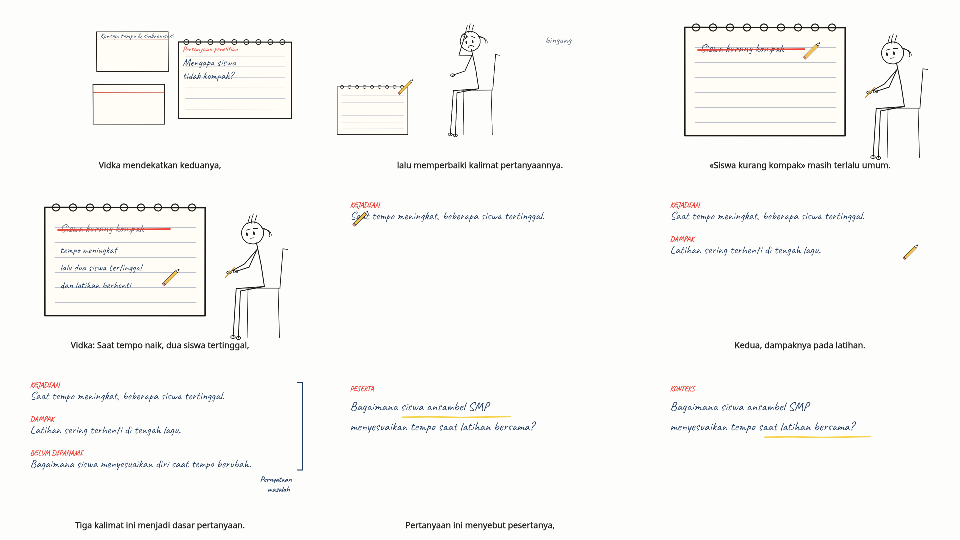 Catatan tempo & sinkronisasi
Pertanyaan penelitian
Mengapa siswa
tidak kompak?
Vidka mendekatkan keduanya,
bingung
lalu memperbaiki kalimat pertanyaannya.
Siswa kurang kompak
«Siswa kurang kompak» masih terlalu umum.
Siswa kurang kompak
tempo meningkat
lalu dua siswa tertinggal
dan latihan berhenti
Vidka: Saat tempo naik, dua siswa tertinggal,
KEJADIAN
Saat tempo meningkat, beberapa siswa tertinggal.
KEJADIAN
Saat tempo meningkat, beberapa siswa tertinggal.
DAMPAK
Latihan sering terhenti di tengah lagu.
Kedua, dampaknya pada latihan.
KEJADIAN
Saat tempo meningkat, beberapa siswa tertinggal.
DAMPAK
Latihan sering terhenti di tengah lagu.
BELUM DIPAHAMI
Bagaimana siswa menyesuaikan diri saat tempo berubah.
Pernyataan
masalah
Tiga kalimat ini menjadi dasar pertanyaan.
PESERTA
Bagaimana siswa ansambel SMP
menyesuaikan tempo saat latihan bersama?
Pertanyaan ini menyebut pesertanya,
KONTEKS
Bagaimana siswa ansambel SMP
menyesuaikan tempo saat latihan bersama?